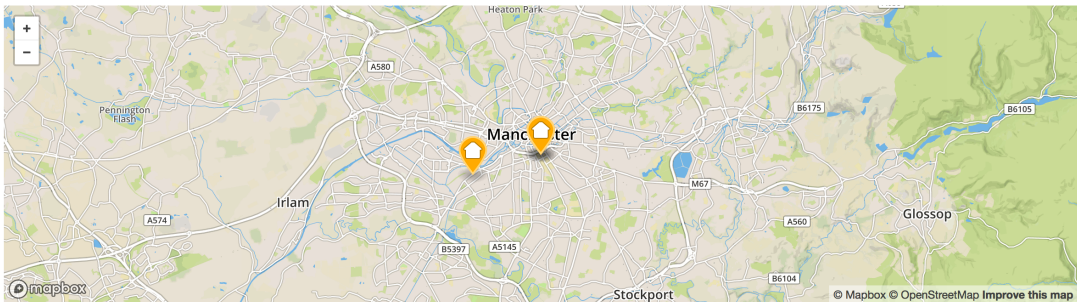 Heaton Park
+
−
A580
B6175
Pennington
Flash
B6105
Manchester
M67
Irlam
A574
A560
Glossop
B5397
A5145
B6104
Stockport
mapbox
© Mapbox © OpenStreetMap Improve this map